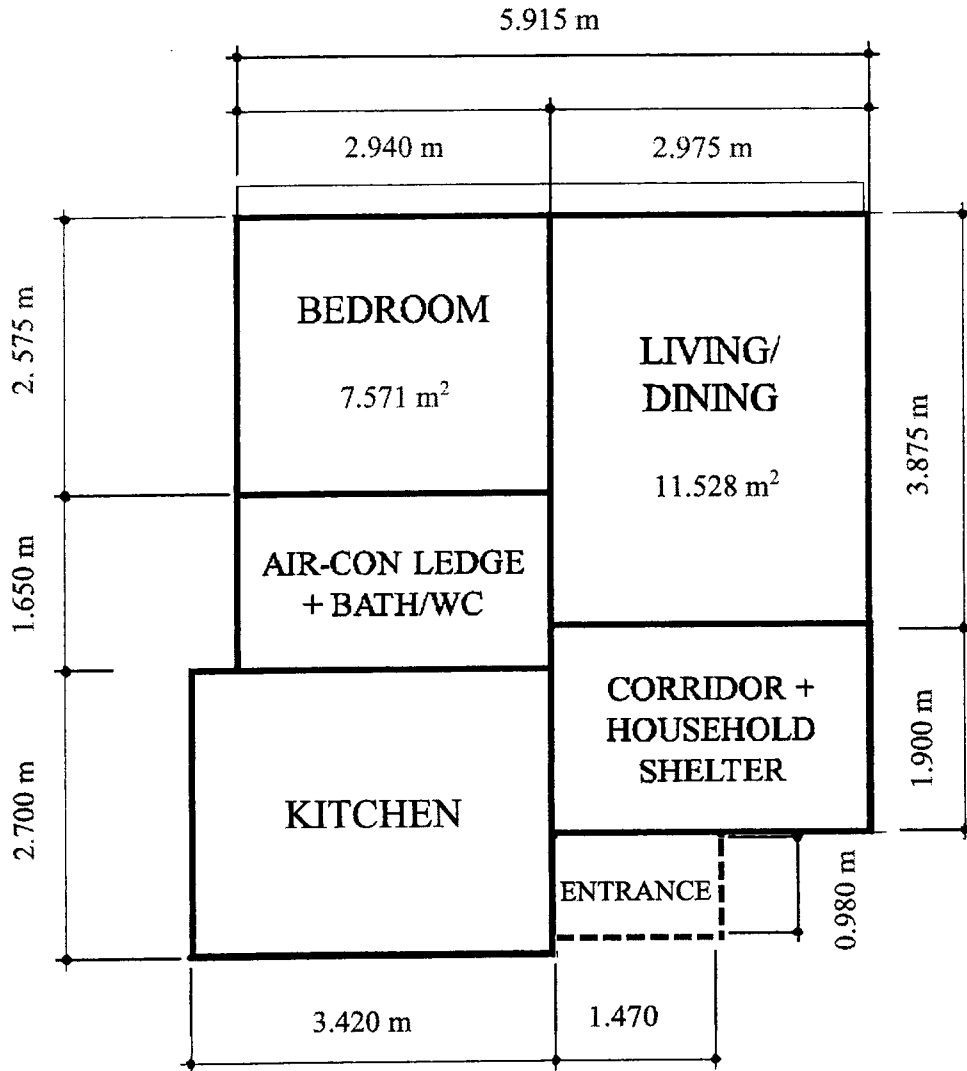 5.915 m
2.940 m
2.975 m
2. 575 m
BEDROOM
7.571 m²
LIVING/
DINING
11.528 m²
3.875 m
1.650 m
AIR-CON LEDGE
+ BATH/WC
CORRIDOR +
HOUSEHOLD
SHELTER
1.900 m
2.700 m
KITCHEN
ENTRANCE
0.980 m
3.420 m
1.470